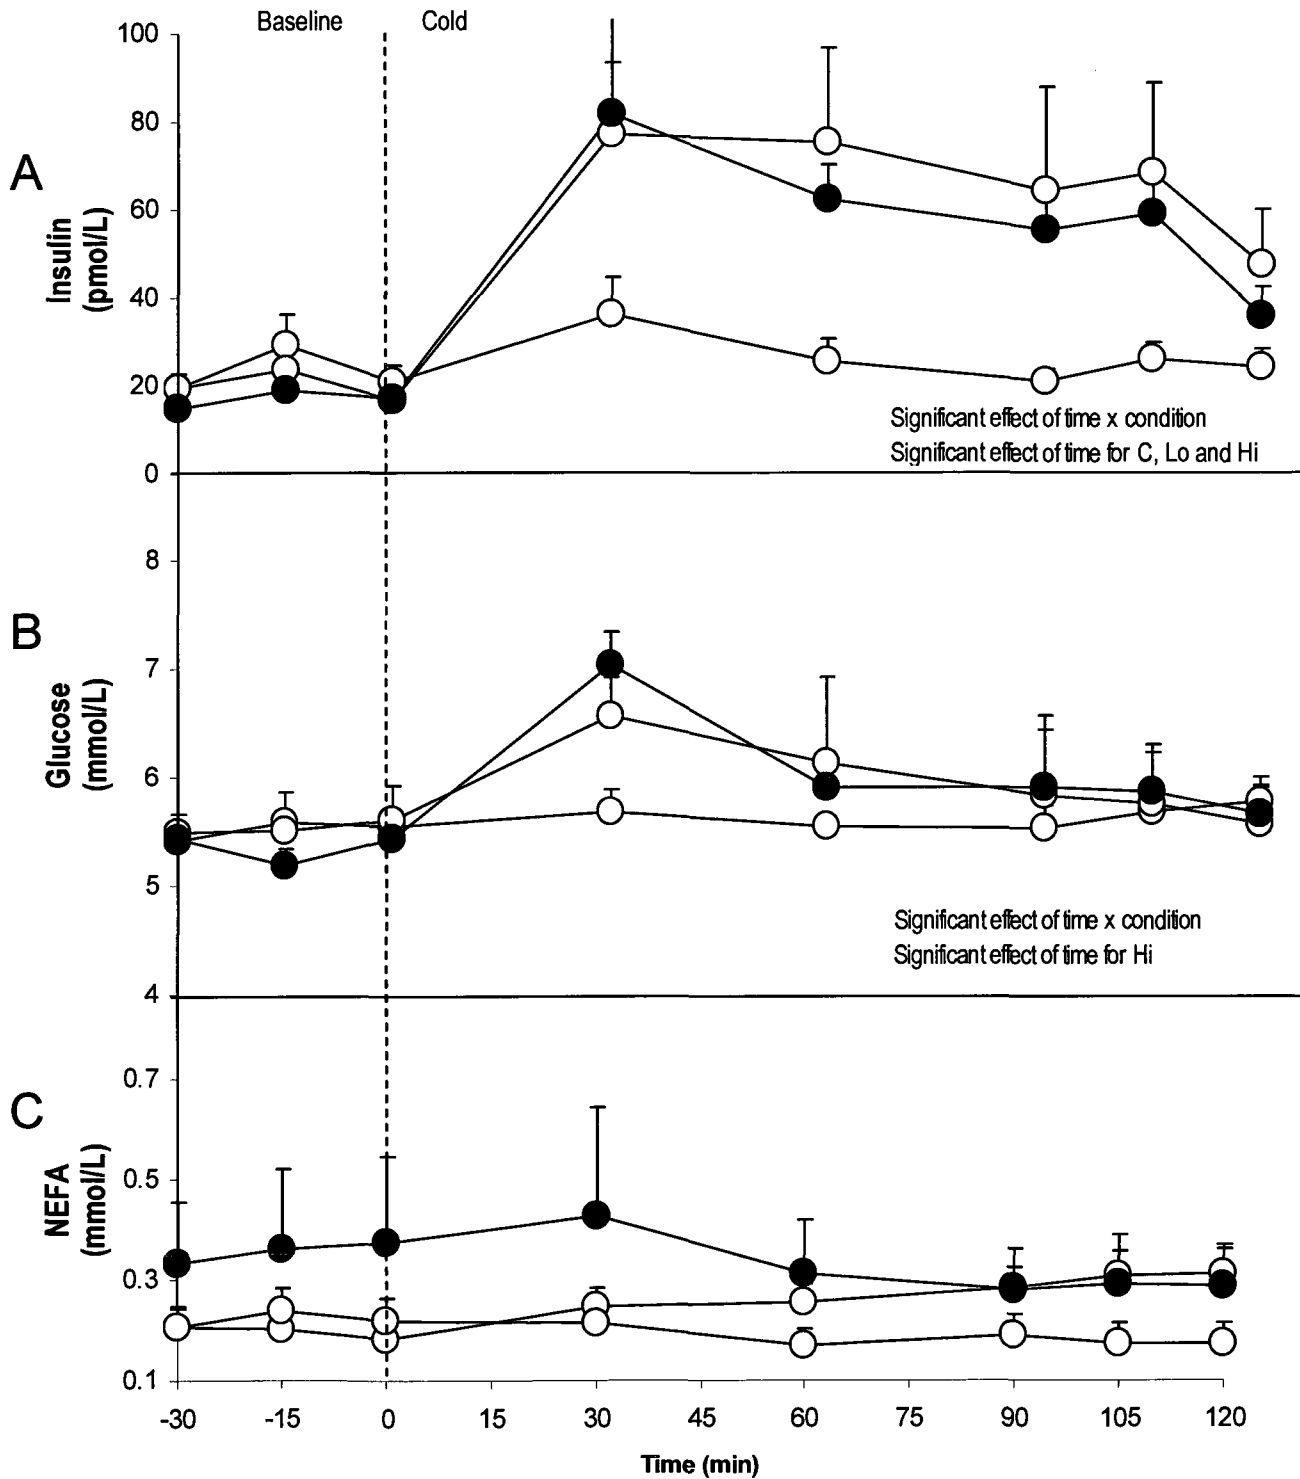 Baseline
Cold
A
Insulin
(pmol/L)
100
80
60
40
20
0
Significant effect of time x condition
Significant effect of time for C, Lo and Hi
B
Glucose
(mmol/L)
8
7
6
5
4
Significant effect of time x condition
Significant effect of time for Hi
C
NEFA
(mmol/L)
0.7
0.5
0.3
0.1
-30 -15 0 15 30 45 60 75 90 105 120
Time (min)